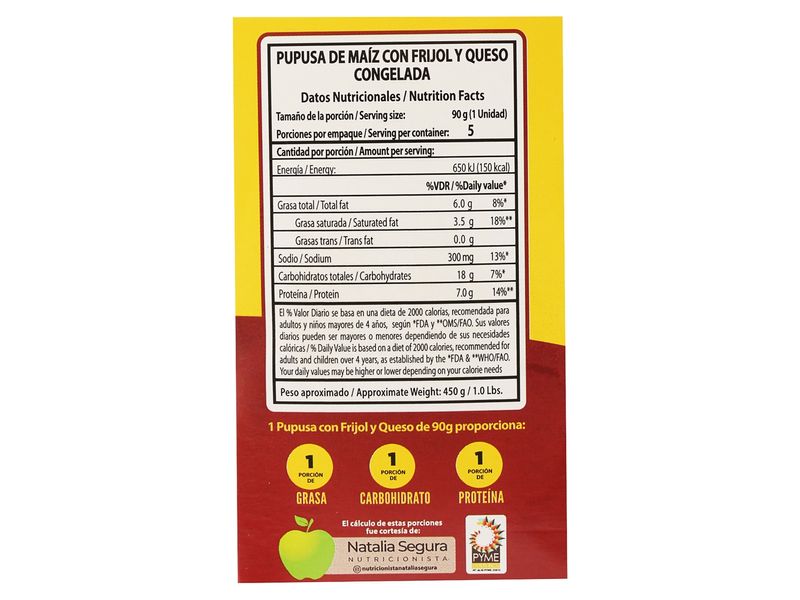 PUPUSA DE MAÍZ CON FRIJOL Y QUESO
CONGELADA
Datos Nutricionales / Nutrition Facts
Tamaño de la porción / Serving size: 90 g (1 Unidad)
Porciones por empaque / Serving per container: 5
Cantidad por porción / Amount per serving:
Energía / Energy: 650 kJ (150 kcal)
%VDR / %Daily value*
Grasa total / Total fat 6.0 g 8%*
Grasa saturada / Saturated fat 3.5 g 18%**
Grasas trans / Trans fat 0.0 g
Sodio / Sodium 300 mg 13%*
Carbohidratos totales / Carbohydrates 18 g 7%*
Proteína / Protein 7.0 g 14%**
El % Valor Diario se basa en una dieta de 2000 calorías, recomendada para
adultos y niños mayores de 4 años, según *FDA y **OMS/FAO. Sus valores
diarios pueden ser mayores o menores dependiendo de sus necesidades
calóricas / % Daily Value is based on a diet of 2000 calories, recommended for
adults and children over 4 years, as established by the *FDA & **WHO/FAO.
Your daily values may be higher or lower depending on your calorie needs
Peso aproximado / Approximate Weight: 450 g / 1.0 Lbs.
1 Pupusa con Frijol y Queso de 90g proporciona:
1 PORCIÓN DE GRASA
1 PORCIÓN DE CARBOHIDRATO
1 PORCIÓN DE PROTEÍNA
El cálculo de estas porciones
fue cortesía de:
Natalia Segura
NUTRICIONISTA
nutricionistanataliasegura
PYME